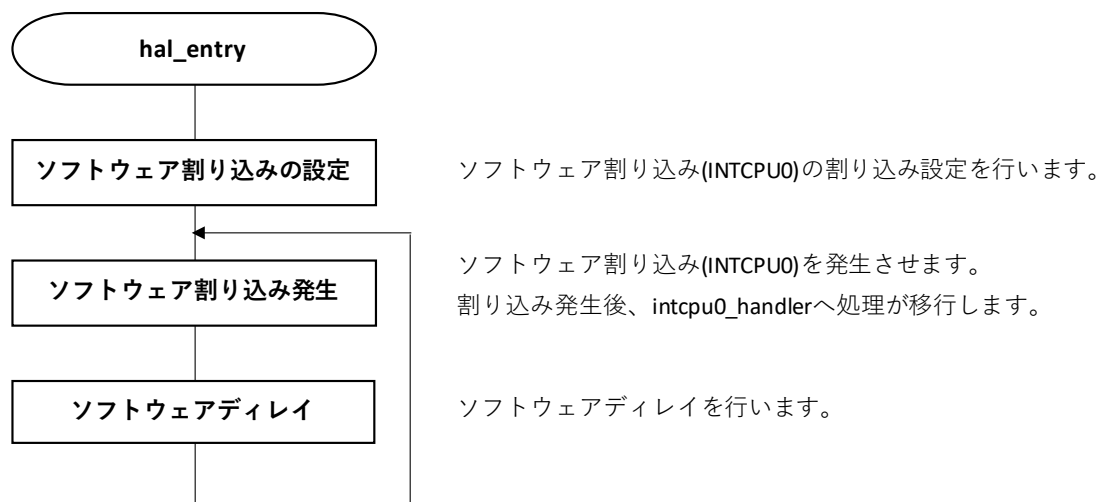 hal_entry
ソフトウェア割り込みの設定
ソフトウェア割り込み(INTCPU0)の割り込み設定を行います。
ソフトウェア割り込み発生
ソフトウェア割り込み(INTCPU0)を発生させます。
割り込み発生後、intcpu0_handlerへ処理が移行します。
ソフトウェアディレイ
ソフトウェアディレイを行います。